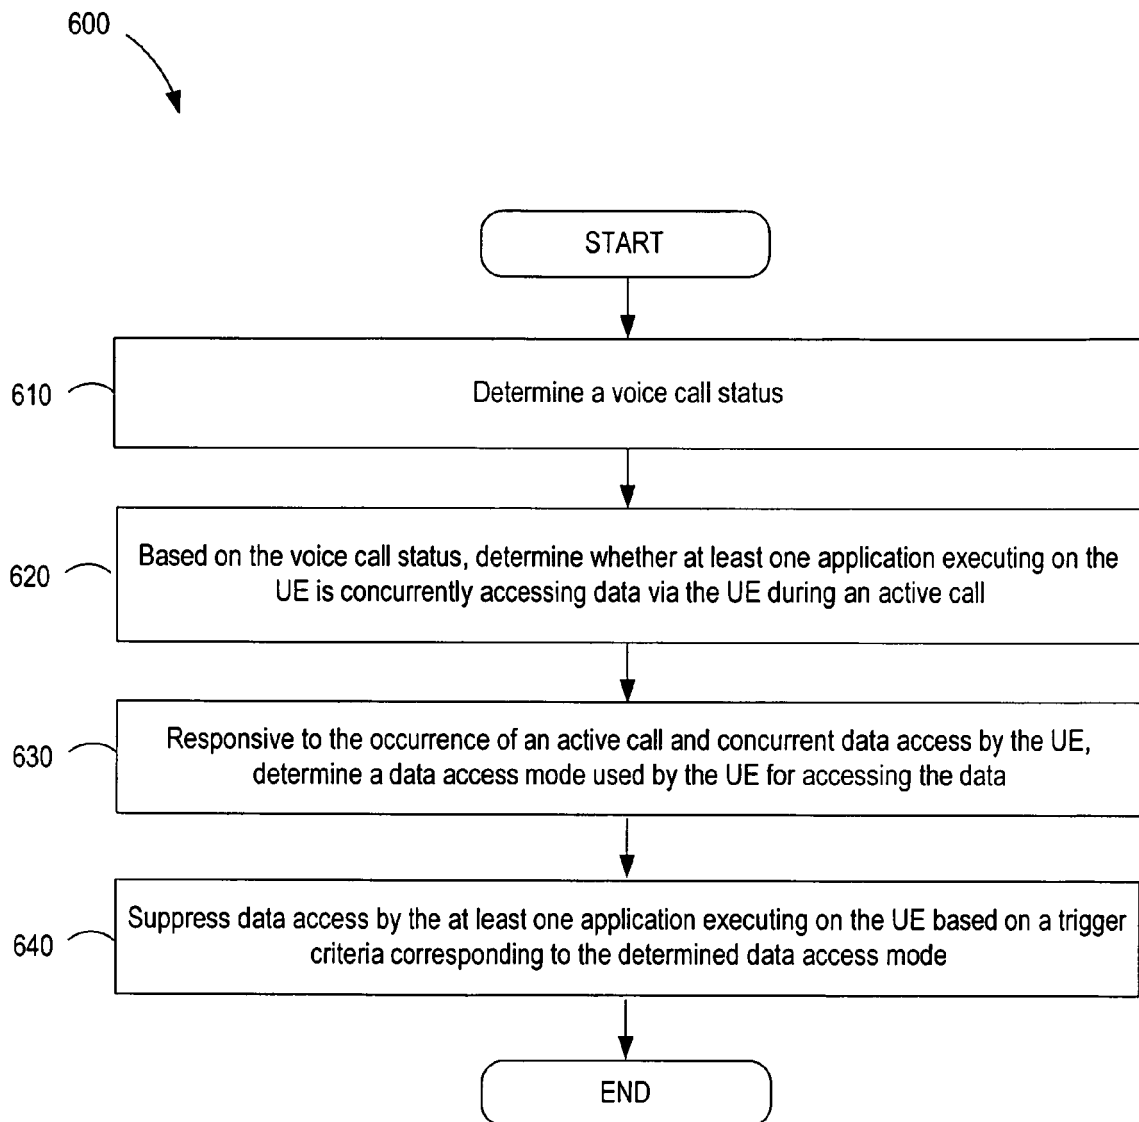 600
START
610
Determine a voice call status
620
Based on the voice call status, determine whether at least one application executing on the
UE is concurrently accessing data via the UE during an active call
630
Responsive to the occurrence of an active call and concurrent data access by the UE,
determine a data access mode used by the UE for accessing the data
640
Suppress data access by the at least one application executing on the UE based on a trigger
criteria corresponding to the determined data access mode
END